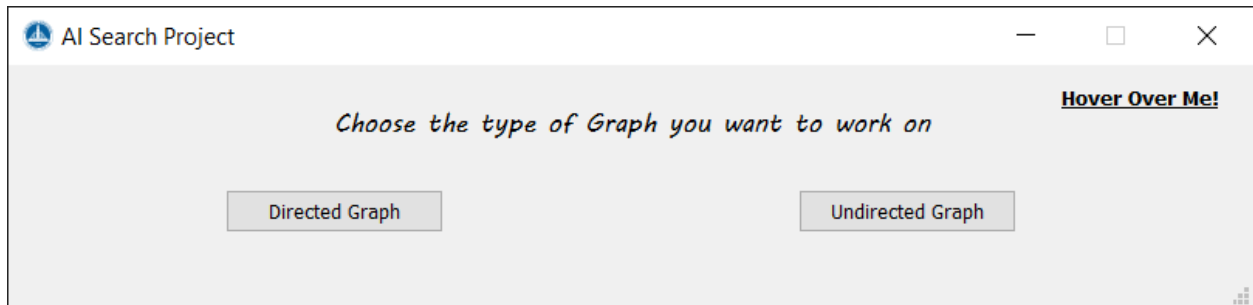 AI Search Project
Hover Over Me!
Choose the type of Graph you want to work on
Directed Graph
Undirected Graph